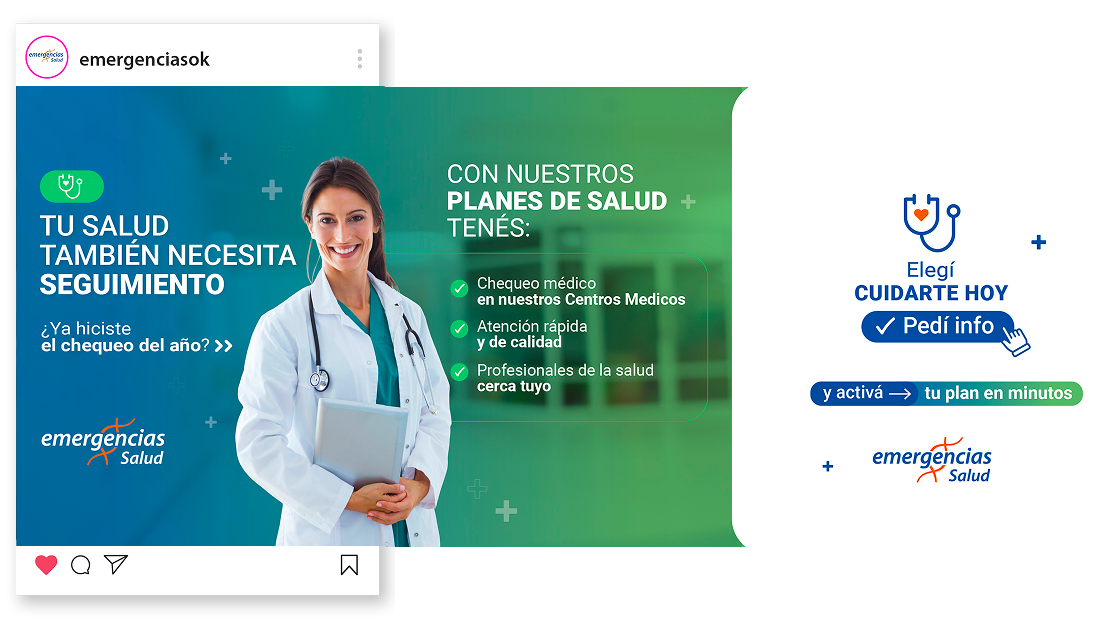 emergencias
Salud
emergenciasok
TU SALUD
TAMBIÉN NECESITA
SEGUIMIENTO
¿Ya hiciste
el chequeo del año?
emergencias
Salud
CON NUESTROS
PLANES DE SALUD
TENÉS:
Chequeo médico
en nuestros Centros Medicos
Atención rápida
y de calidad
Profesionales de la salud
cerca tuyo
Elegí
CUIDARTE HOY
Pedí info
y activá → tu plan en minutos
emergencias
Salud